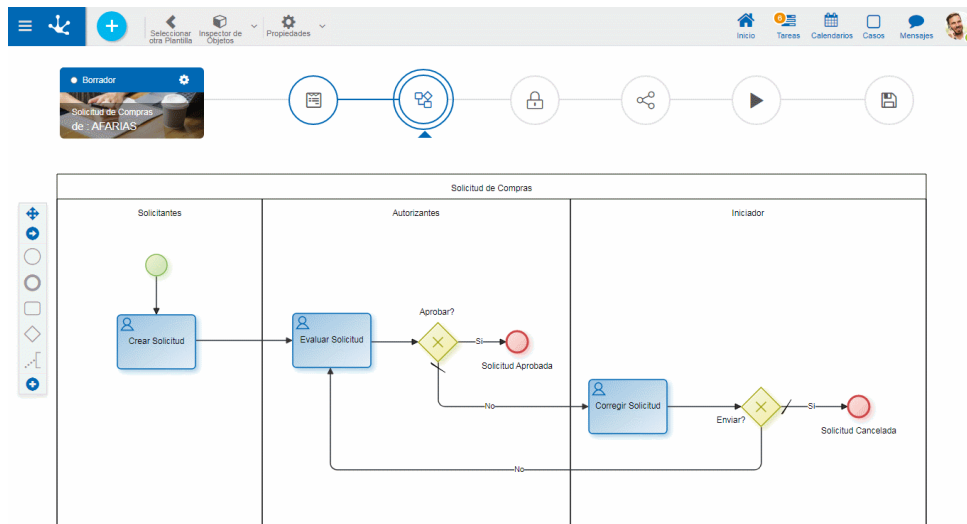 Seleccionar
otra Plantilla
Inspector de
Objetos
Propiedades
Inicio
6
Tareas
Calendarios
Casos
Mensajes
Borrador
Solicitud de Compras
de : AFARIAS
Solicitud de Compras
Solicitantes
Autorizantes
Iniciador
Crear Solicitud
Evaluar Solicitud
Aprobar?
Si
Solicitud Aprobada
No
Corregir Solicitud
Enviar?
Si
Solicitud Cancelada
No